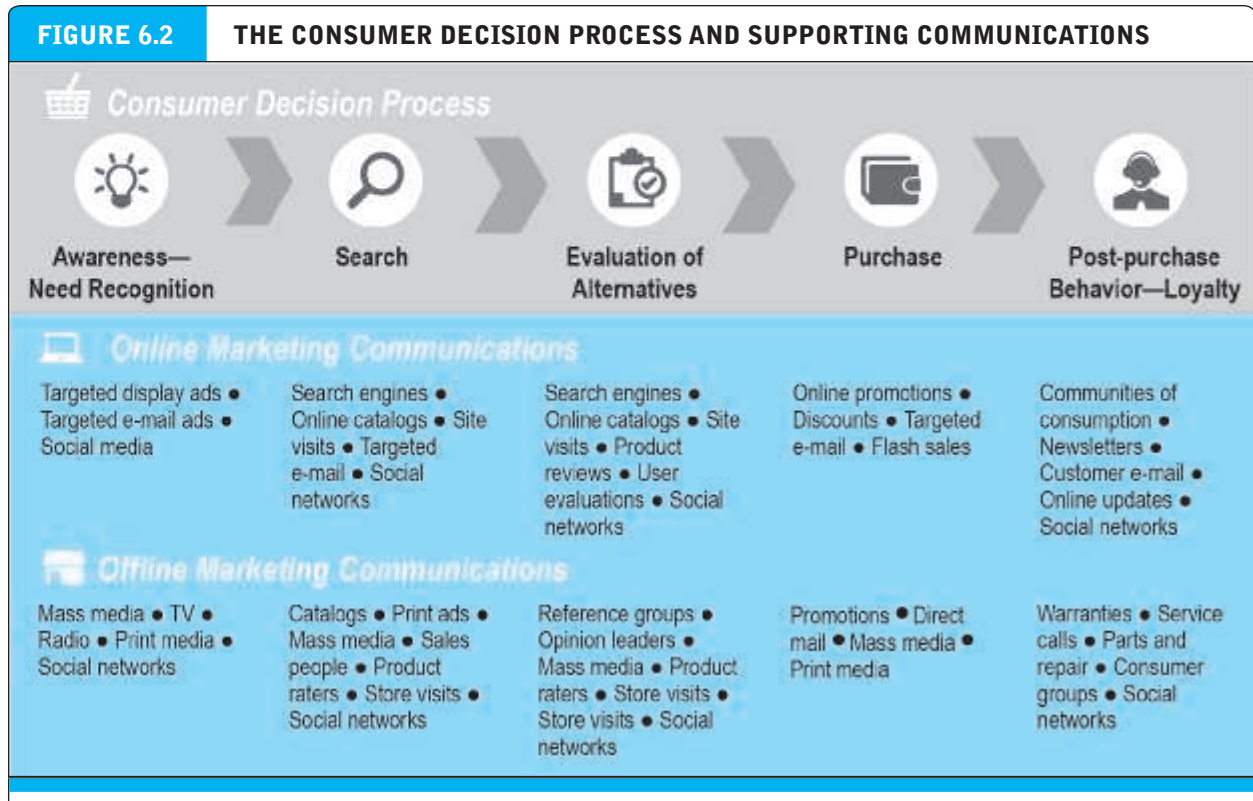 FIGURE 6.2 THE CONSUMER DECISION PROCESS AND SUPPORTING COMMUNICATIONS
Consumer Decision Process
Awareness—
Need Recognition
Search
Evaluation of
Alternatives
Purchase
Post-purchase
Behavior—Loyalty
Online Marketing Communications
Targeted display ads ●
Targeted e-mail ads ●
Social media
Search engines ●
Online catalogs ● Site
visits ● Targeted
e-mail ● Social
networks
Search engines ●
Online catalogs ● Site
visits ● Product
reviews ● User
evaluations ● Social
networks
Online promotions ●
Discounts ● Targeted
e-mail ● Flash sales
Communities of
consumption ●
Newsletters ●
Customer e-mail ●
Online updates ●
Social networks
Offline Marketing Communications
Mass media ● TV ●
Radio ● Print media ●
Social networks
Catalogs ● Print ads ●
Mass media ● Sales
people ● Product
raters ● Store visits ●
Social networks
Reference groups ●
Opinion leaders ●
Mass media ● Product
raters ● Store visits ●
Store visits ● Social
networks
Promotions ● Direct
mail ● Mass media ●
Print media
Warranties ● Service
calls ● Parts and
repair ● Consumer
groups ● Social
networks